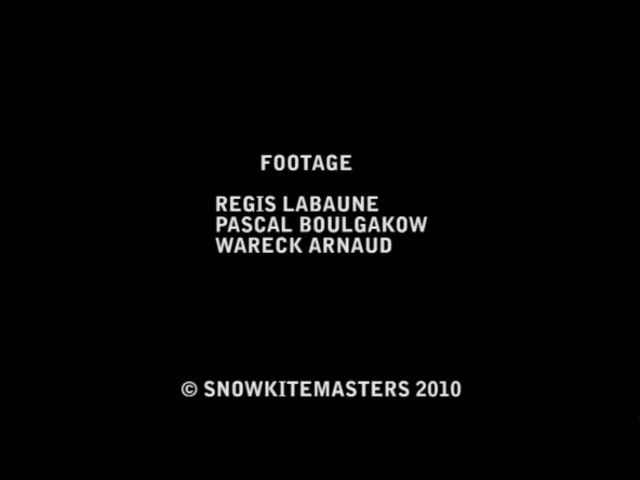 FOOTAGE
REGIS LABAUNE
PASCAL BOULGAKOW
WARECK ARNAUD
© SNOWKITEMASTERS 2010